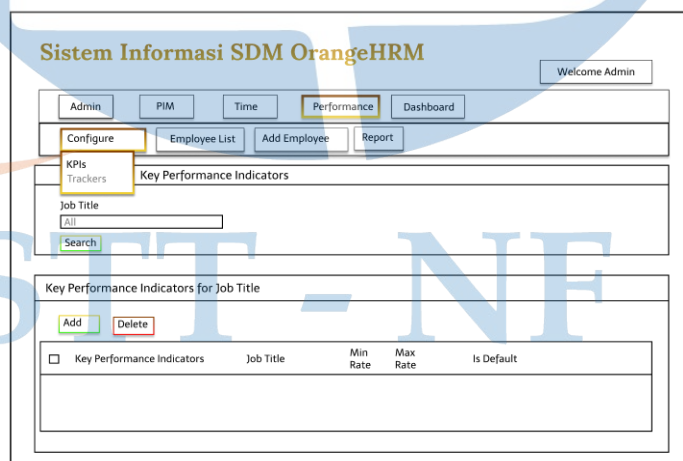 Sistem Informasi SDM OrangeHRM
Welcome Admin
Admin PIM Time Performance Dashboard
Configure Employee List Add Employee Report
KPIs
Trackers
Key Performance Indicators
Job Title
All
Search
STT - NF
Key Performance Indicators for Job Title
Add Delete
Key Performance Indicators Job Title Min Rate Max Rate Is Default